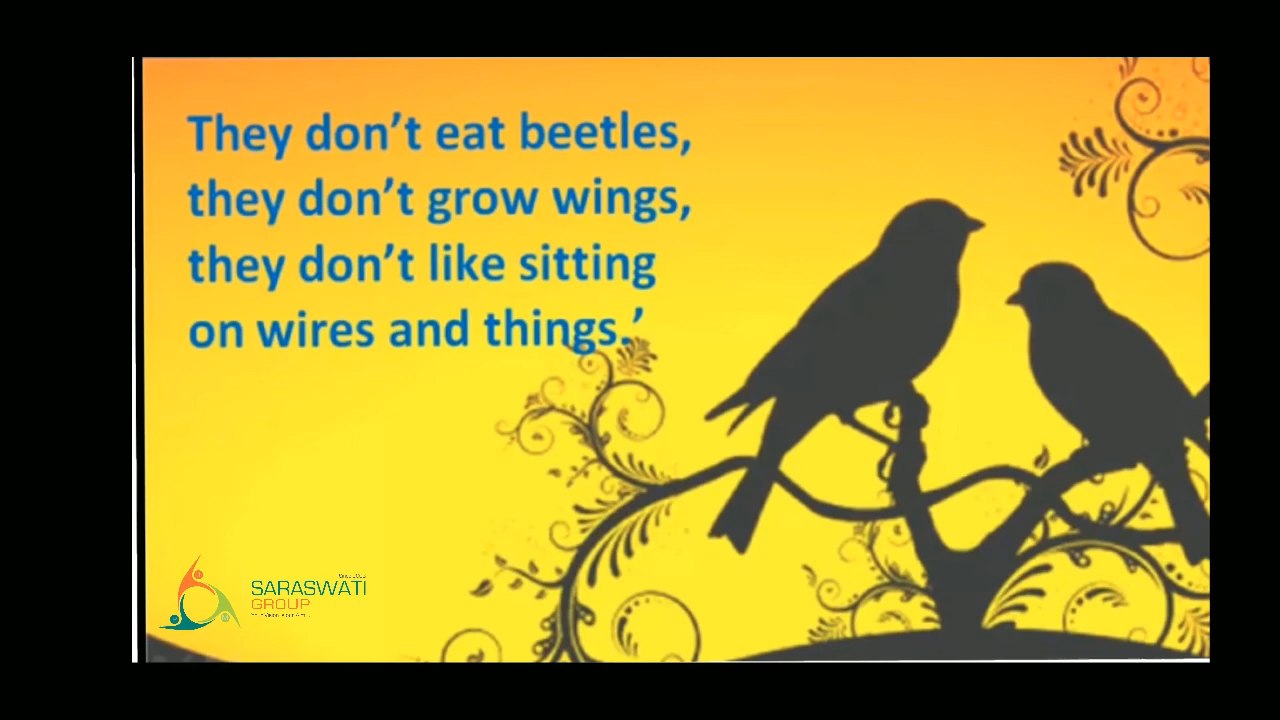 They don’t eat beetles,
they don’t grow wings,
they don’t like sitting
on wires and things.’
SARASWATI
GROUP